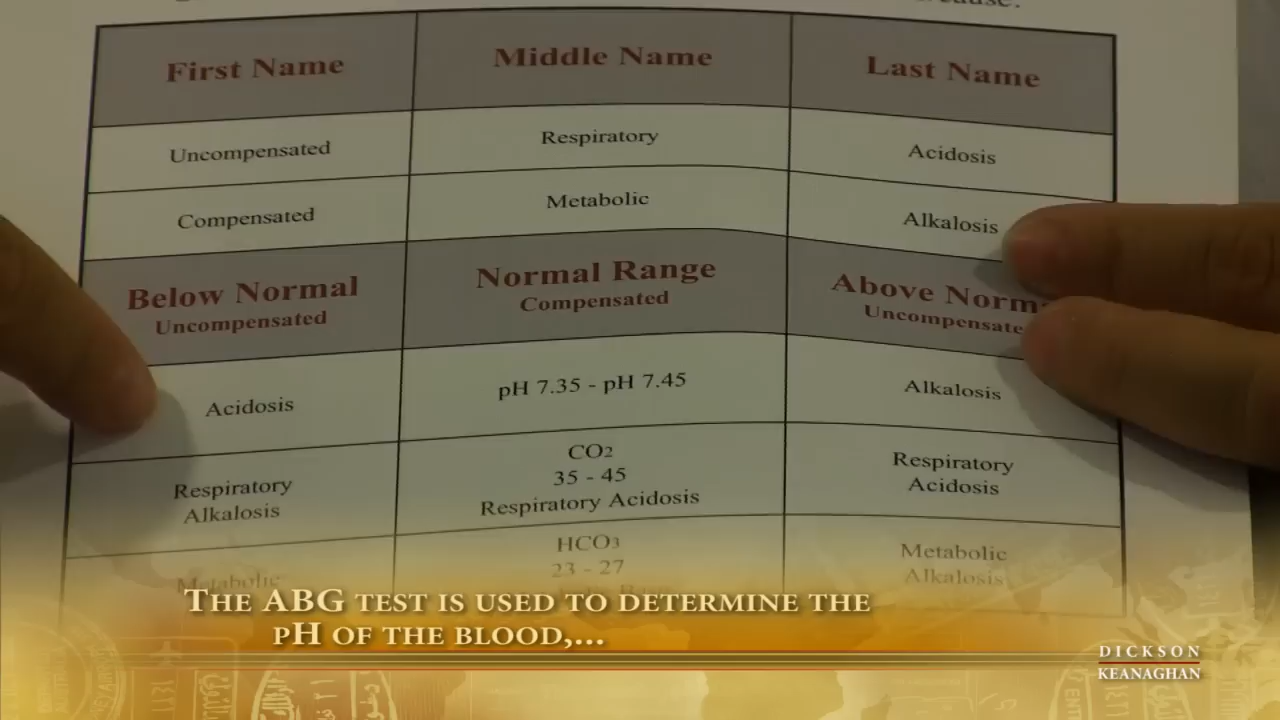 First Name Middle Name Last Name
Uncompensated Respiratory Acidosis
Compensated Metabolic Alkalosis
Below Normal Normal Range Above Norm
Uncompensated Compensated Uncompensate
Acidosis pH 7.35 - pH 7.45 Alkalosis
Respiratory
Alkalosis
CO2
35 - 45
Respiratory Acidosis
Respiratory
Acidosis
Metabolic
HCO3
23 - 27
Metabolic
Alkalosis
THE ABG TEST IS USED TO DETERMINE THE
pH OF THE BLOOD,...
DICKSON
KEANAGHAN